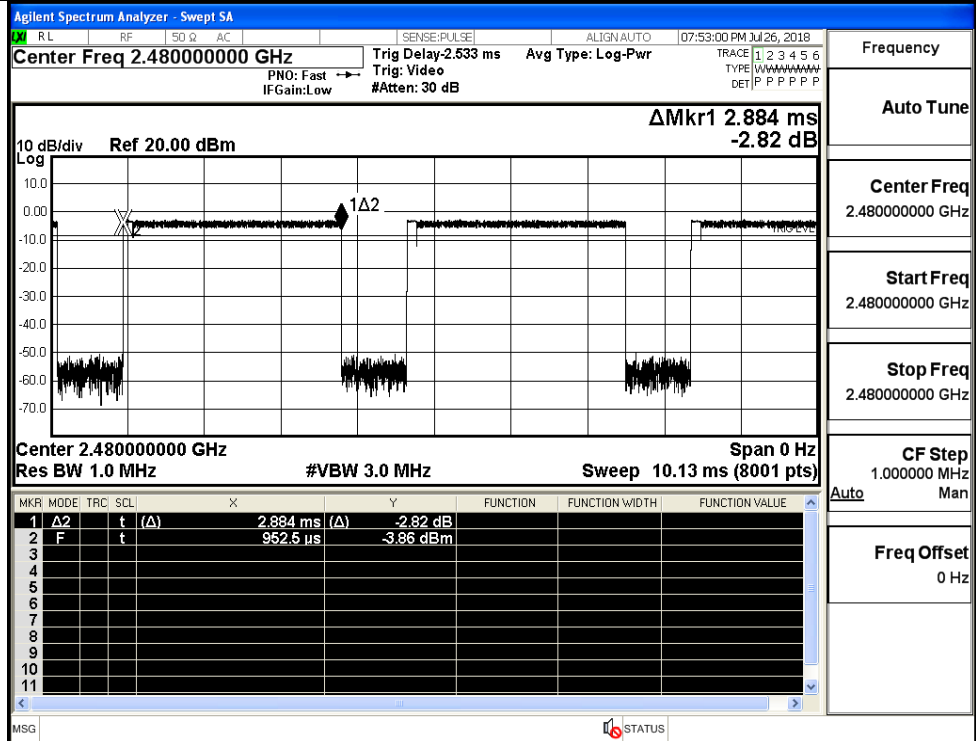 Agilent Spectrum Analyzer - Swept SA
LXI RL RF 50 Ω AC SENSE:PULSE ALIGNAUTO 07:53:00 PM Jul 26, 2018
Center Freq 2.480000000 GHz
PNO: Fast
IFGain:Low
Trig Delay-2.533 ms
Trig: Video
#Atten: 30 dB
Avg Type: Log-Pwr
TRACE 1 2 3 4 5 6
TYPE WWWWWW
DET P P P P P P
ΔMkr1 2.884 ms
-2.82 dB
10 dB/div Ref 20.00 dBm
Log
10.0
0.00
-10.0
-20.0
-30.0
-40.0
-50.0
-60.0
-70.0
1Δ2
2
TRIG LVL
Center 2.480000000 GHz Span 0 Hz
Res BW 1.0 MHz #VBW 3.0 MHz Sweep 10.13 ms (8001 pts)
MKR MODE TRC SCL X Y FUNCTION FUNCTION WIDTH FUNCTION VALUE
1 Δ2 t (Δ) 2.884 ms (Δ) -2.82 dB
2 F t 952.5 µs -3.86 dBm
3
4
5
6
7
8
9
10
11
MSG STATUS
Frequency
Auto Tune
Center Freq
2.480000000 GHz
Start Freq
2.480000000 GHz
Stop Freq
2.480000000 GHz
CF Step
1.000000 MHz
Auto Man
Freq Offset
0 Hz